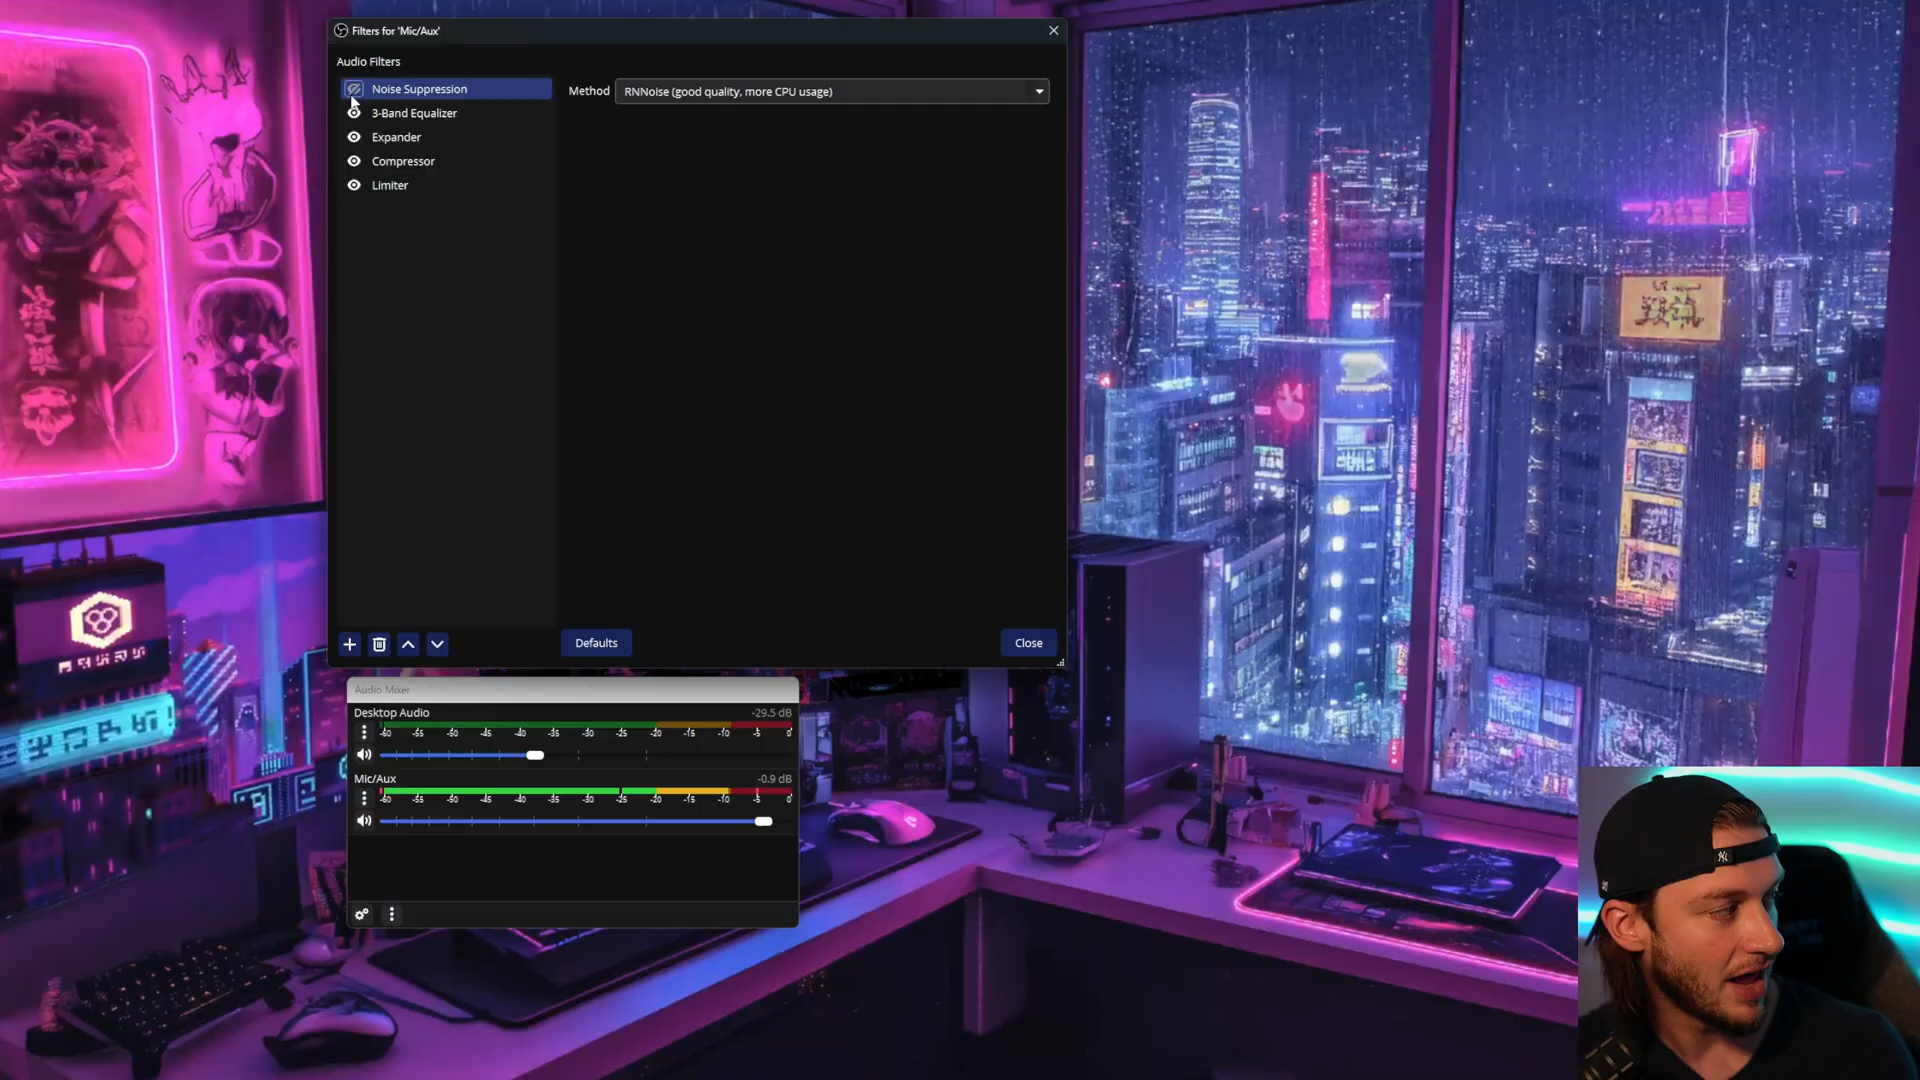 Filters for 'Mic/Aux'
Audio Filters
Noise Suppression
3-Band Equalizer
Expander
Compressor
Limiter
Method
RNNoise (good quality, more CPU usage)
Defaults
Close
Audio Mixer
Desktop Audio
-29.5 dB
-60 -55 -50 -45 -40 -35 -30 -25 -20 -15 -10 -5 0
Mic/Aux
-0.9 dB
-60 -55 -50 -45 -40 -35 -30 -25 -20 -15 -10 -5 0